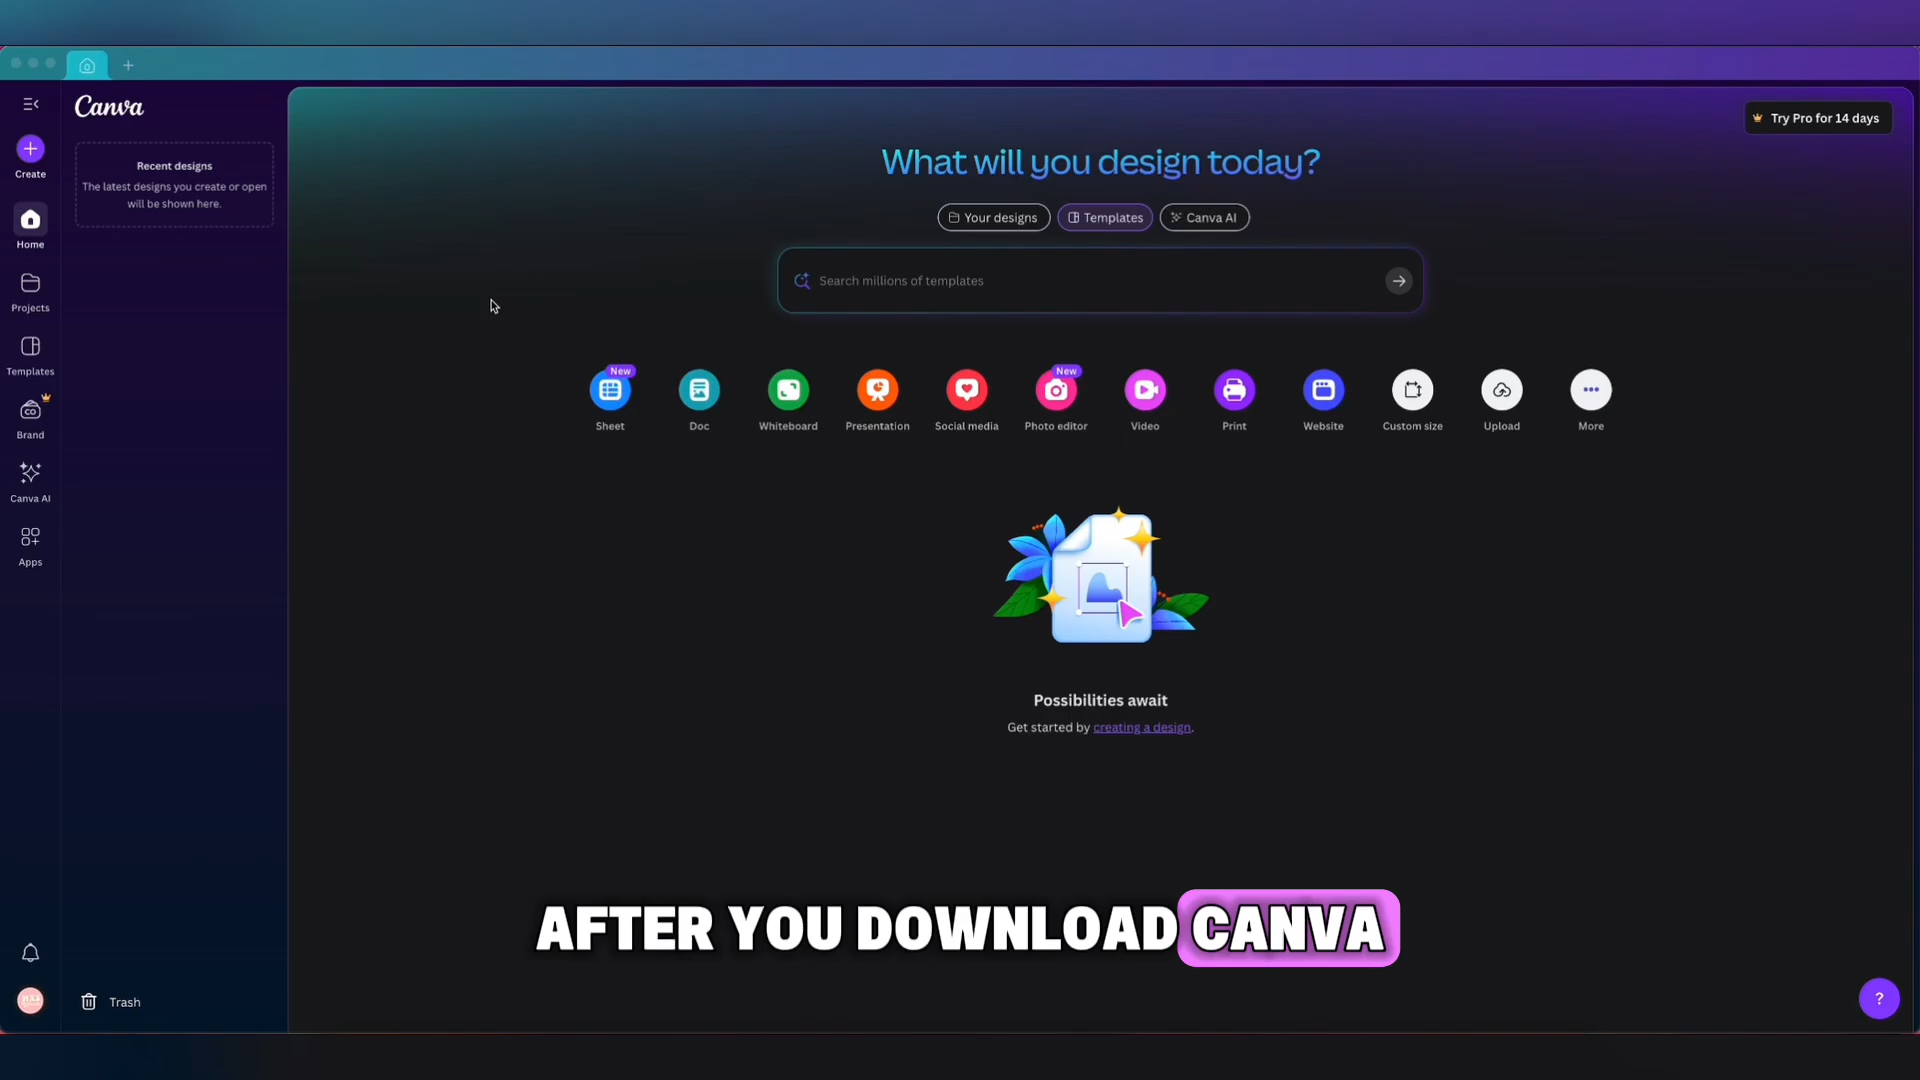 Canva
Create
Home
Projects
Templates
Brand
Canva AI
Apps
Recent designs
The latest designs you create or open
will be shown here.
Trash
Try Pro for 14 days
What will you design today?
Your designs
Templates
Canva AI
Search millions of templates
New
New
Sheet
Doc
Whiteboard
Presentation
Social media
Photo editor
Video
Print
Website
Custom size
Upload
More
Possibilities await
Get started by creating a design.
AFTER YOU DOWNLOAD CANVA
?